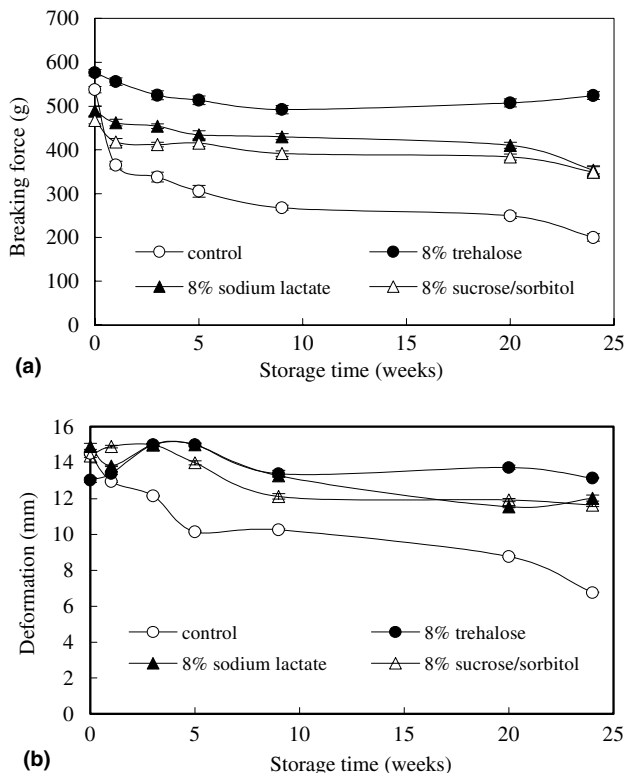 700
600
500
400
300
200
100
0
Breaking force (g)
control
8% trehalose
8% sodium lactate
8% sucrose/sorbitol
0 5 10 15 20 25
Storage time (weeks)
(a)
16
14
12
10
8
6
4
2
0
Deformation (mm)
control
8% trehalose
8% sodium lactate
8% sucrose/sorbitol
0 5 10 15 20 25
Storage time (weeks)
(b)